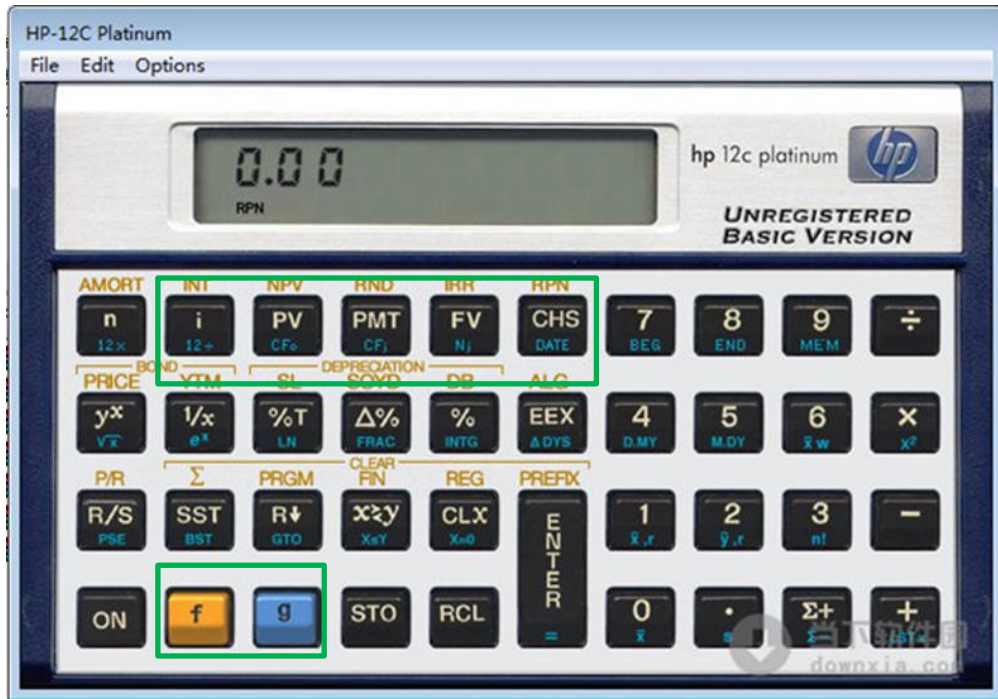 HP-12C Platinum
File Edit Options
0.00
RPN
hp 12c platinum
hp
UNREGISTERED
BASIC VERSION
AMORT INT NPV RND IRR RPN
n i PV PMT FV CHS 7 8 9 ÷
12× 12÷ CF₀ CFj Nj DATE BEG END MEM
BOND DEPRECIATION
PRICE YTM SL SOYD DB ALG
yˣ 1/x %T Δ% % EEX 4 5 6 ×
√x eˣ LN FRAC INTG ΔDYS D.MY M.DY x̄w x²
CLEAR
P/R Σ PRGM FIN REG PREFIX
R/S SST R↓ x≷y CLX ENTER 1 2 3 −
PSE BST GTO X≤Y X=0 = x̂,r ŷ,r n!
ON f g STO RCL 0 · Σ+ +
x̄ s
当下软件园
downxia.com